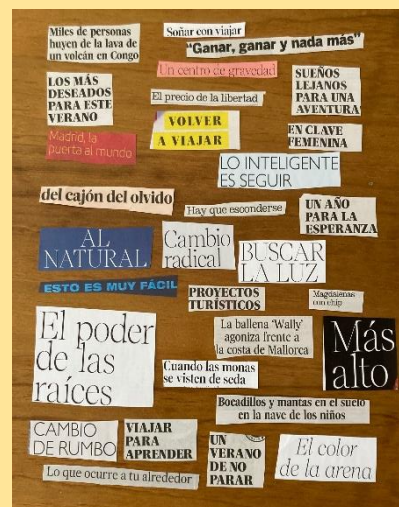 Miles de personas
huyen de la lava de
un volcán en Congo
Soñar con viajar
“Ganar, ganar y nada más”
Un centro de gravedad
LOS MÁS
DESEADOS
PARA ESTE
VERANO
El precio de la libertad
SUEÑOS
LEJANOS
PARA UNA
AVENTURA
Madrid, la
puerta al mundo
VOLVER
A VIAJAR
EN CLAVE
FEMENINA
LO INTELIGENTE
ES SEGUIR
del cajón del olvido
Hay que esconderse
UN AÑO
PARA LA
ESPERANZA
AL
NATURAL
Cambio
radical
BUSCAR
LA LUZ
ESTO ES MUY FÁCIL
PROYECTOS
TURÍSTICOS
Magdalenas
con chip
El poder
de las
raíces
La ballena ‘Wally’
agoniza frente a
la costa de Mallorca
Más
alto
Cuando las monas
se visten de seda
Bocadillos y mantas en el suelo
en la nave de los niños
CAMBIO
DE RUMBO
VIAJAR
PARA
APRENDER
UN
VERANO
DE NO
PARAR
El color
de la arena
Lo que ocurre a tu alrededor